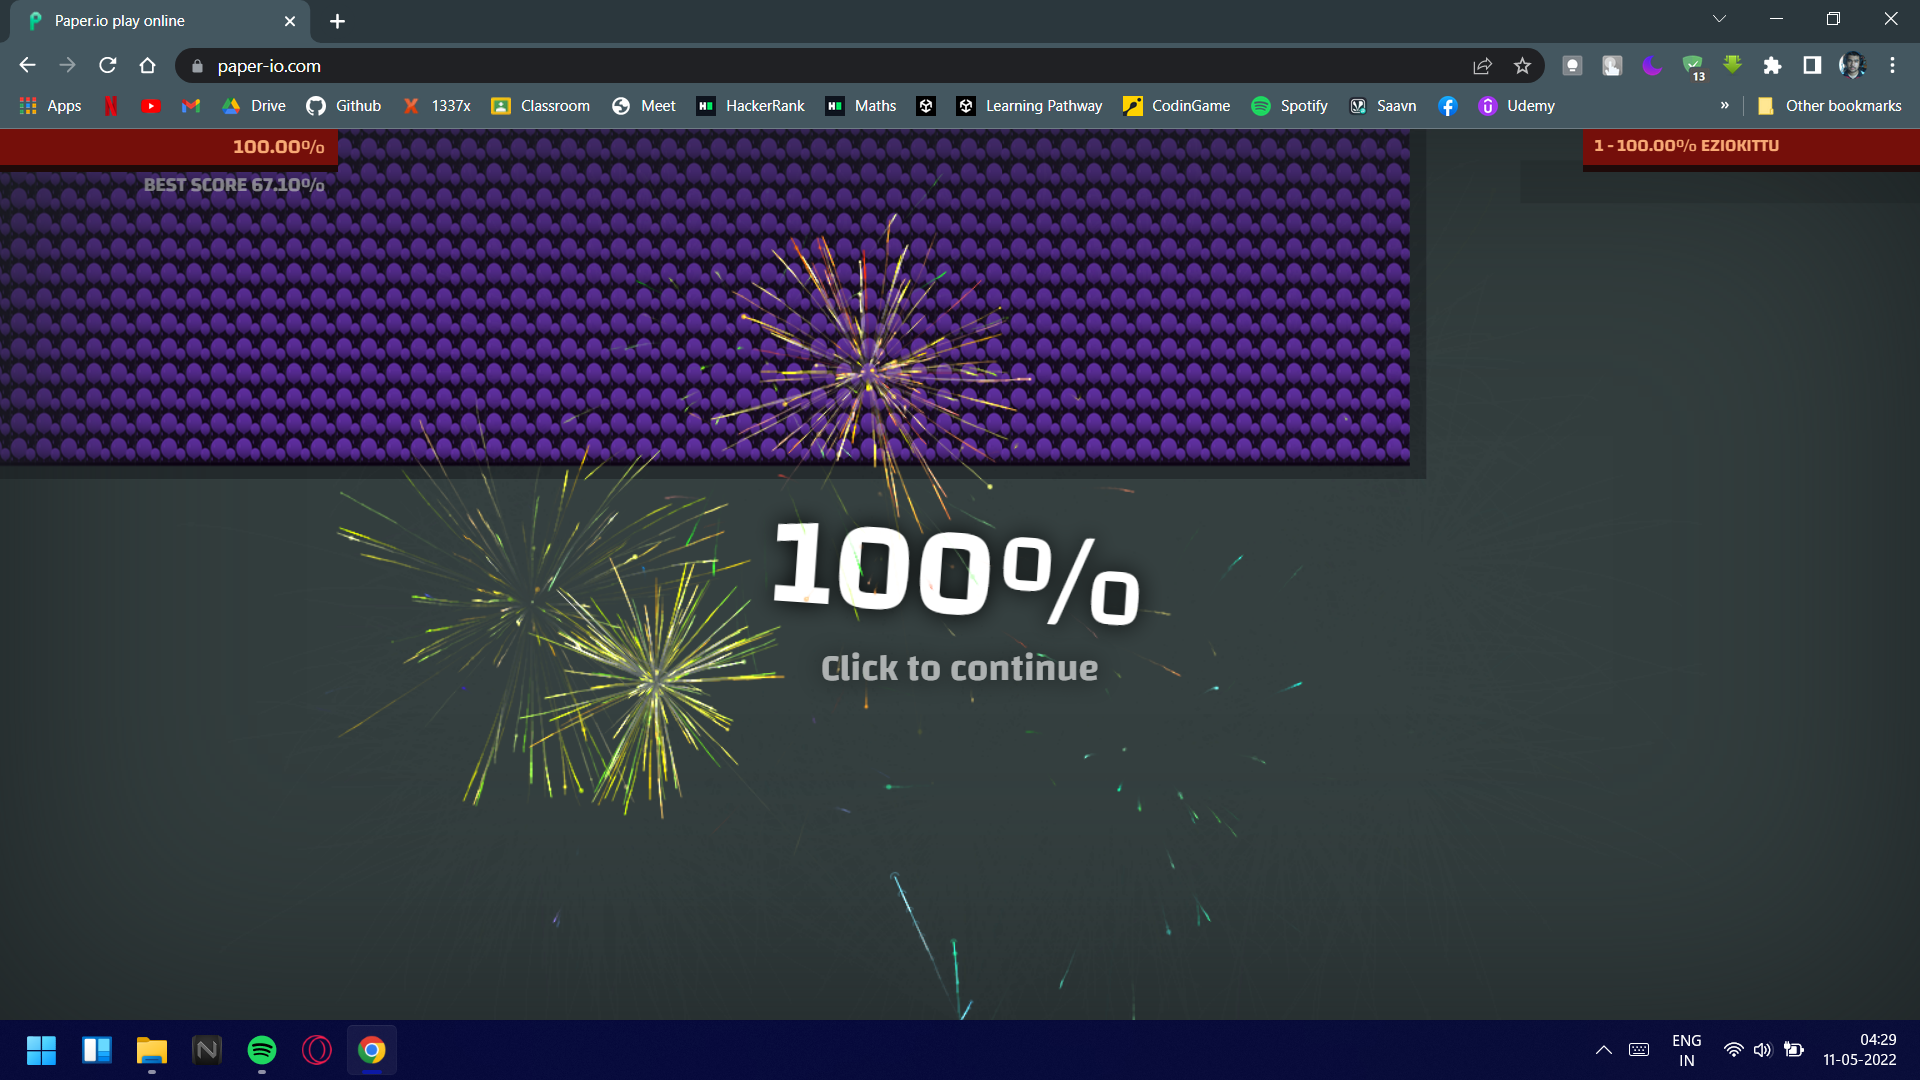 Paper.io play online
paper-io.com
13
Apps
Drive
Github
1337x
Classroom
Meet
HackerRank
Maths
Learning Pathway
CodinGame
Spotify
Saavn
Udemy
»
Other bookmarks
100.00%
BEST SCORE 67.10%
1 - 100.00% EZIOKITTU
100%
Click to continue
ENG
IN
04:29
11-05-2022